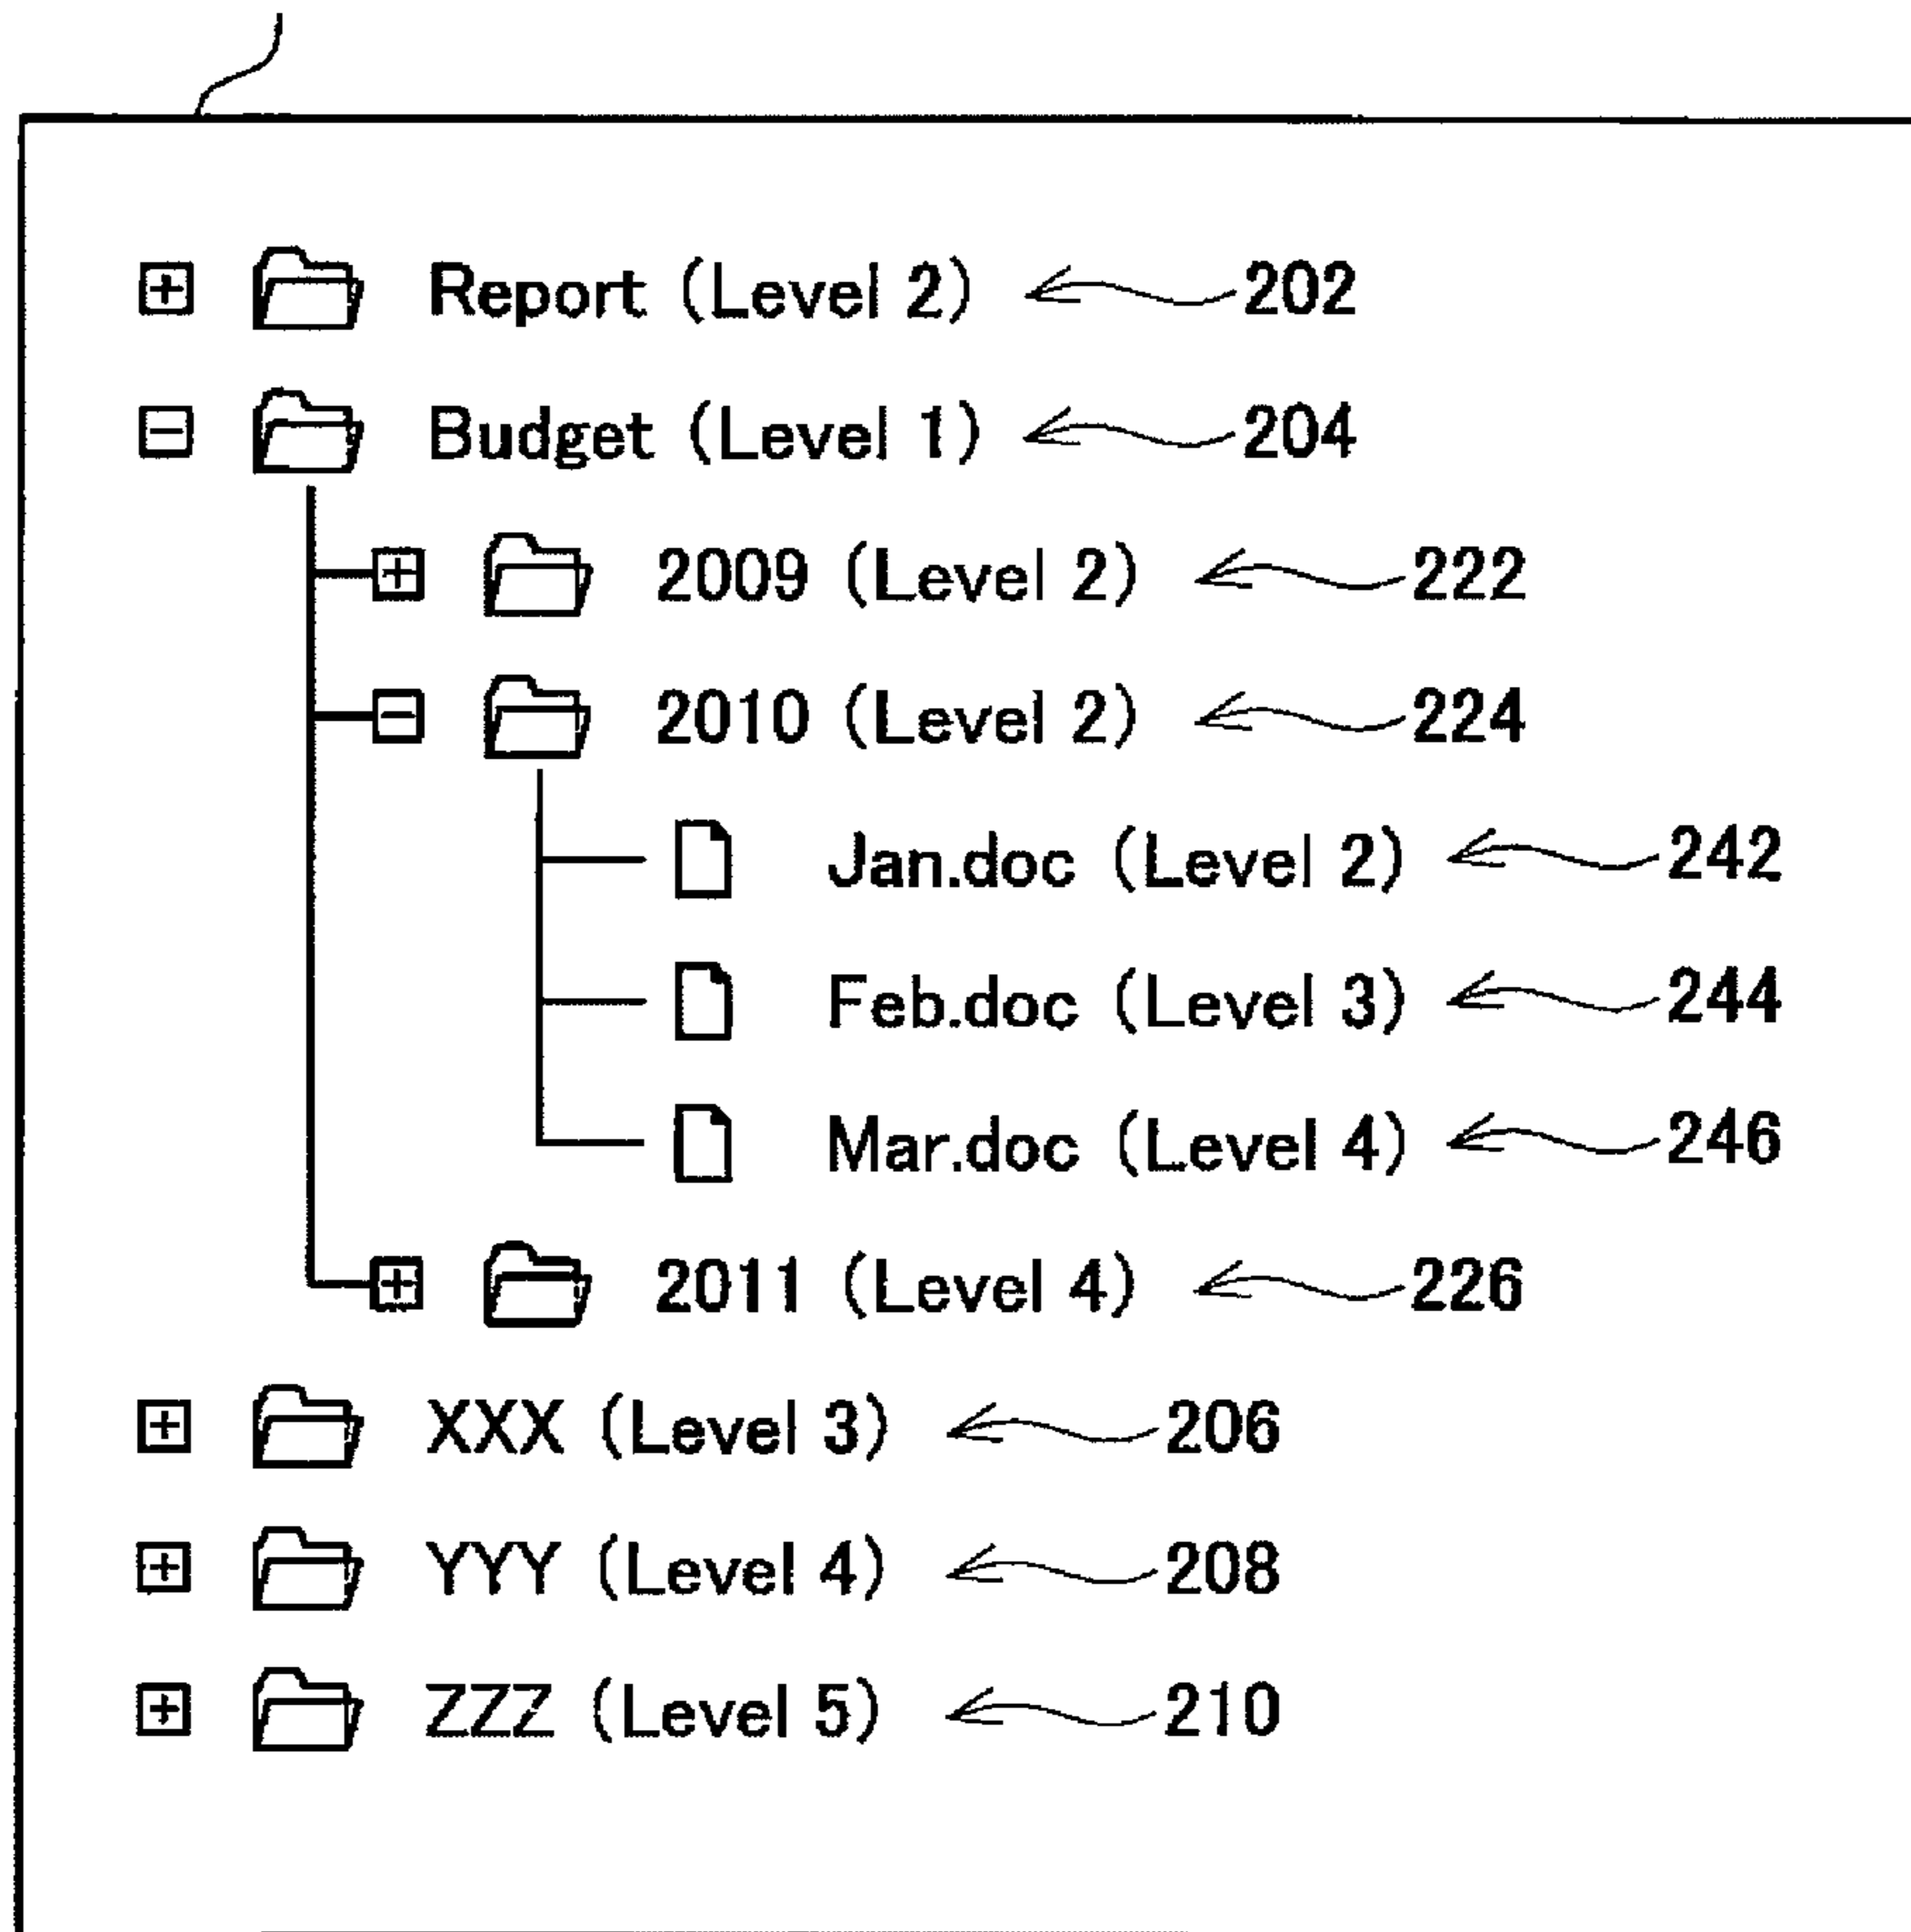 Report (Level 2) 202
Budget (Level 1) 204
2009 (Level 2) 222
2010 (Level 2) 224
Jan.doc (Level 2) 242
Feb.doc (Level 3) 244
Mar.doc (Level 4) 246
2011 (Level 4) 226
XXX (Level 3) 206
YYY (Level 4) 208
ZZZ (Level 5) 210